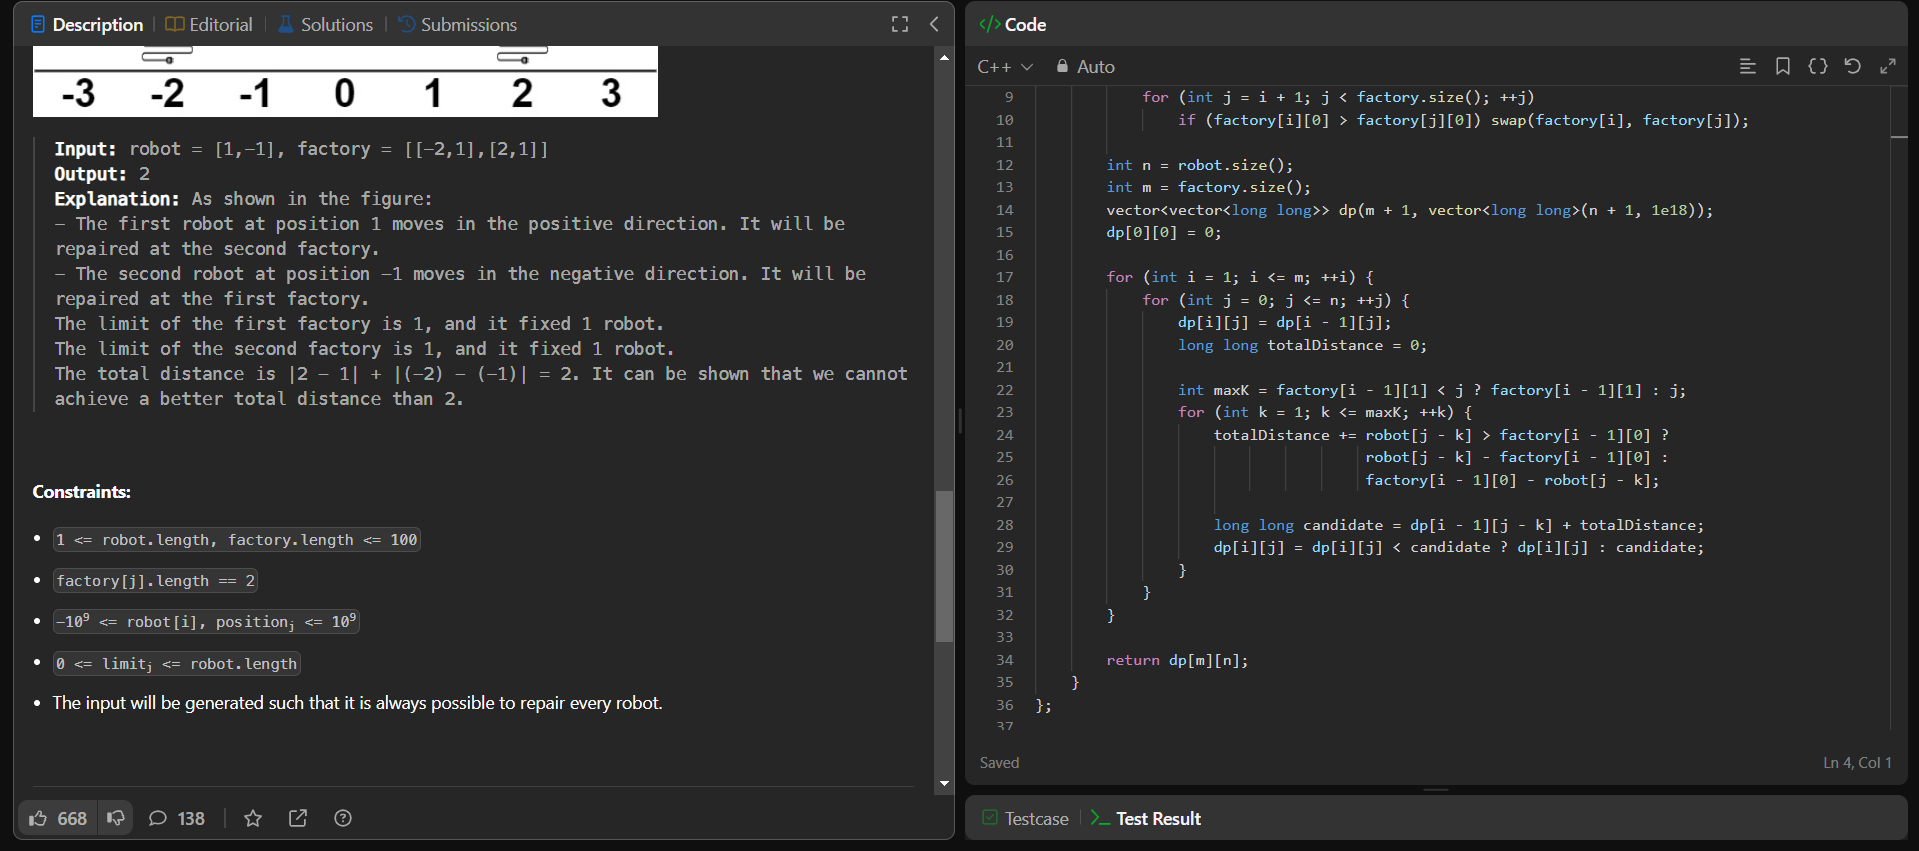 Description | Editorial | Solutions | Submissions
-3 -2 -1 0 1 2 3
Input: robot = [1,-1], factory = [[-2,1],[2,1]]
Output: 2
Explanation: As shown in the figure:
- The first robot at position 1 moves in the positive direction. It will be
repaired at the second factory.
- The second robot at position -1 moves in the negative direction. It will be
repaired at the first factory.
The limit of the first factory is 1, and it fixed 1 robot.
The limit of the second factory is 1, and it fixed 1 robot.
The total distance is |2 - 1| + |(-2) - (-1)| = 2. It can be shown that we cannot
achieve a better total distance than 2.
Constraints:
• 1 <= robot.length, factory.length <= 100
• factory[j].length == 2
• -10⁹ <= robot[i], positionⱼ <= 10⁹
• 0 <= limitⱼ <= robot.length
• The input will be generated such that it is always possible to repair every robot.
668 138
</> Code
C++ Auto
9 for (int j = i + 1; j < factory.size(); ++j)
10 if (factory[i][0] > factory[j][0]) swap(factory[i], factory[j]);
11
12 int n = robot.size();
13 int m = factory.size();
14 vector<vector<long long>> dp(m + 1, vector<long long>(n + 1, 1e18));
15 dp[0][0] = 0;
16
17 for (int i = 1; i <= m; ++i) {
18 for (int j = 0; j <= n; ++j) {
19 dp[i][j] = dp[i - 1][j];
20 long long totalDistance = 0;
21
22 int maxK = factory[i - 1][1] < j ? factory[i - 1][1] : j;
23 for (int k = 1; k <= maxK; ++k) {
24 totalDistance += robot[j - k] > factory[i - 1][0] ?
25 robot[j - k] - factory[i - 1][0] :
26 factory[i - 1][0] - robot[j - k];
27
28 long long candidate = dp[i - 1][j - k] + totalDistance;
29 dp[i][j] = dp[i][j] < candidate ? dp[i][j] : candidate;
30 }
31 }
32 }
33
34 return dp[m][n];
35 }
36 };
37
Saved Ln 4, Col 1
Testcase | >_ Test Result